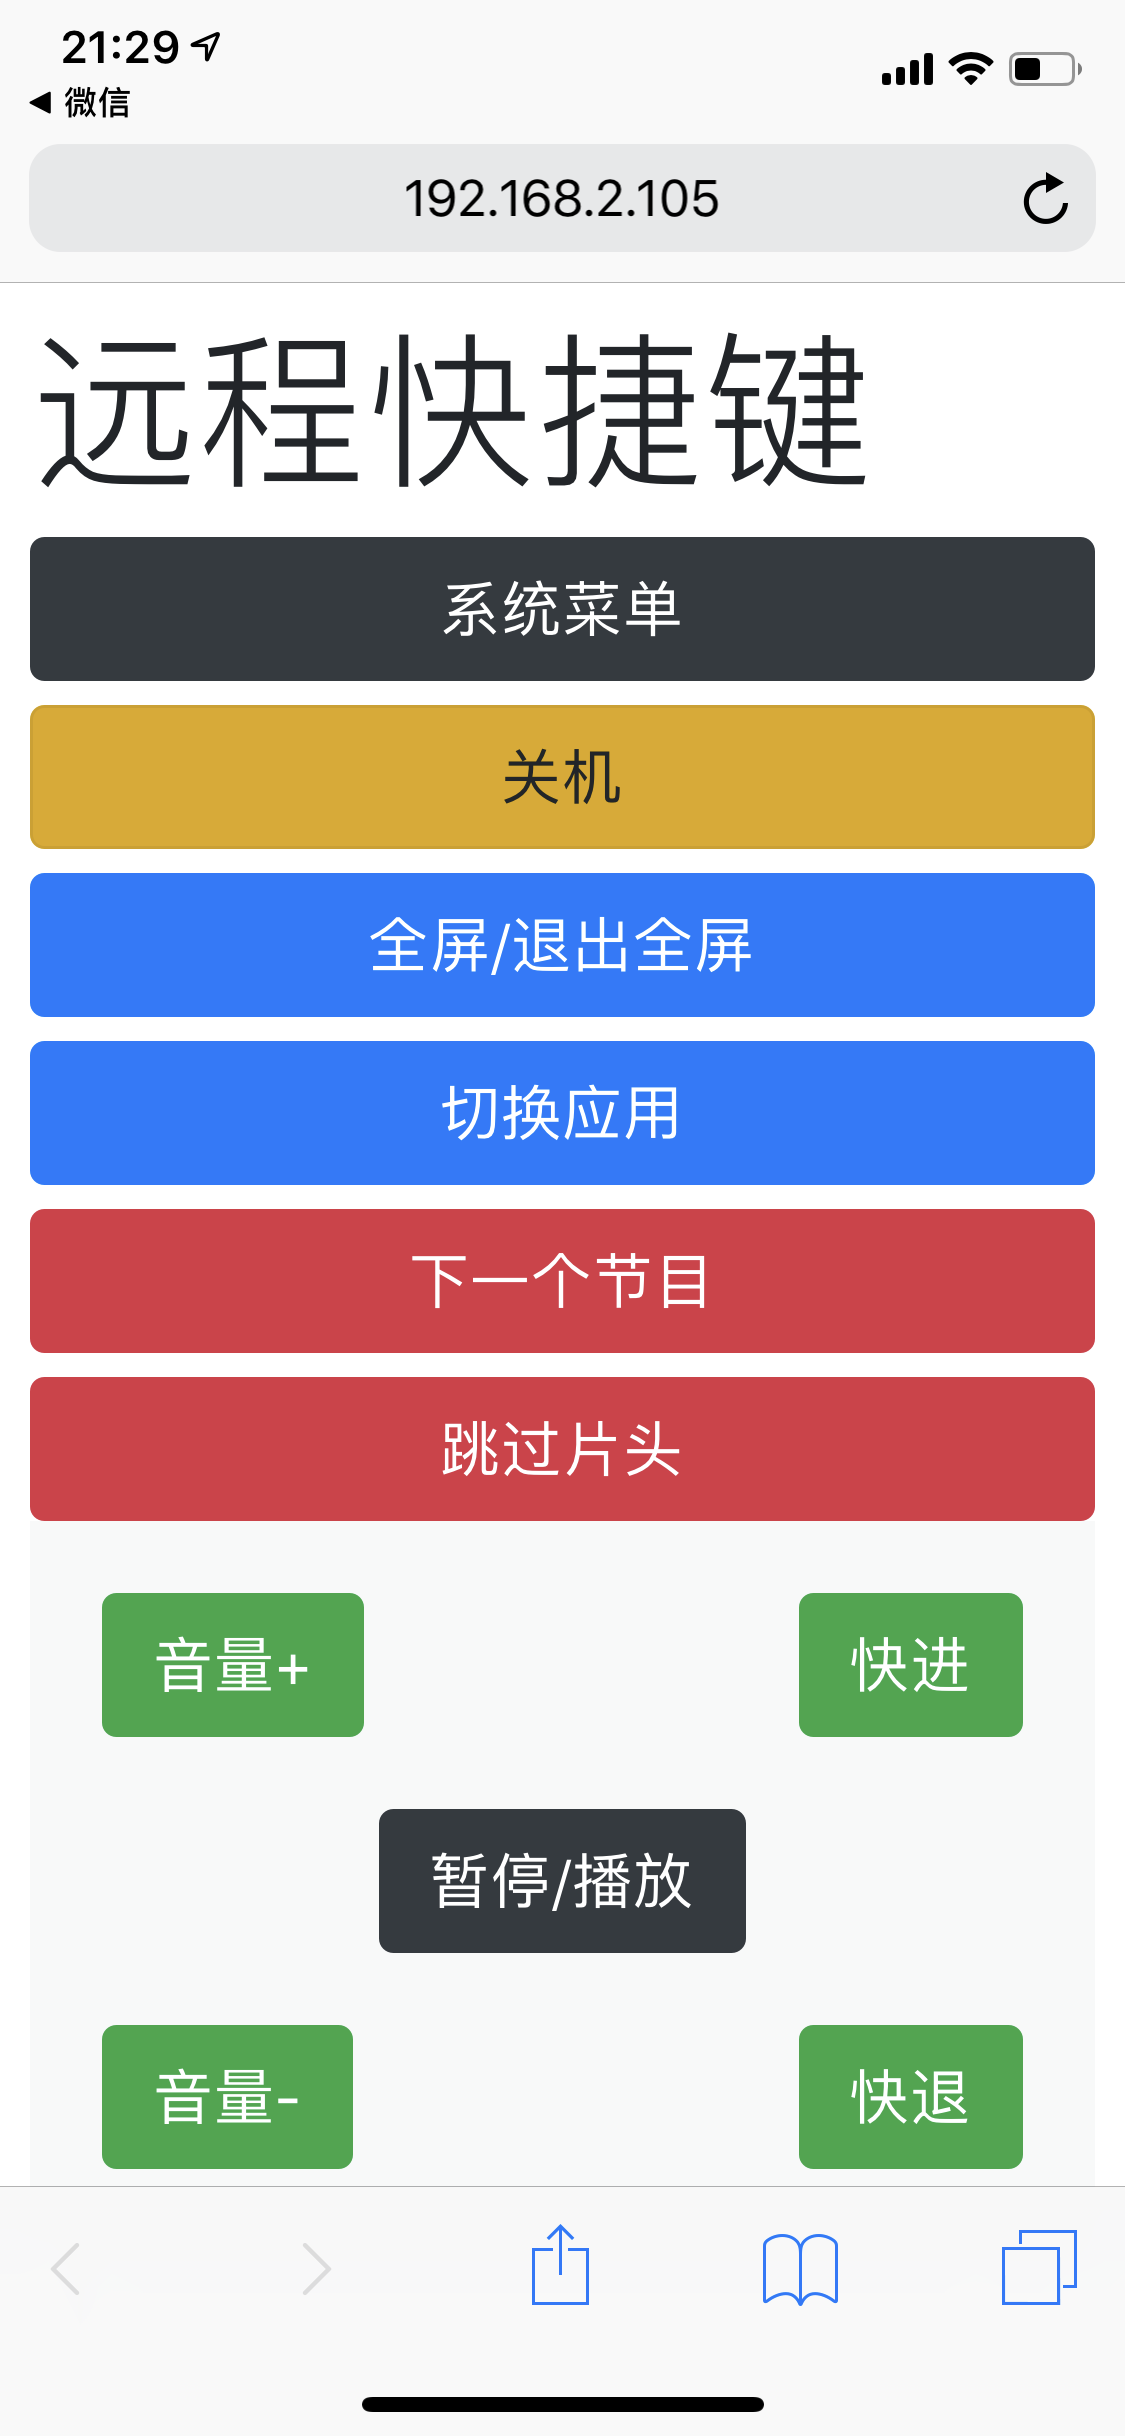 21:29
微信
192.168.2.105
远程快捷键
系统菜单
关机
全屏/退出全屏
切换应用
下一个节目
跳过片头
音量+ 快进
暂停/播放
音量- 快退